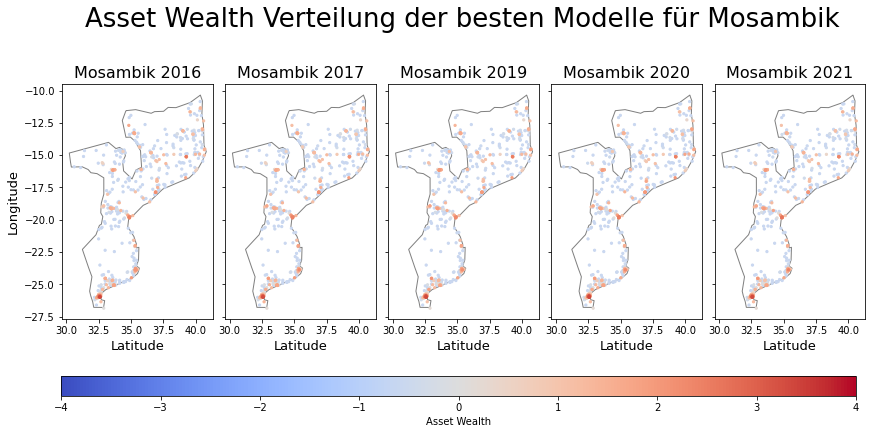 Asset Wealth Verteilung der besten Modelle für Mosambik
Mosambik 2016 Mosambik 2017 Mosambik 2019 Mosambik 2020 Mosambik 2021
−10.0
−12.5
−15.0
−17.5
−20.0
−22.5
−25.0
−27.5
Longitude
30.0 32.5 35.0 37.5 40.0 30.0 32.5 35.0 37.5 40.0 30.0 32.5 35.0 37.5 40.0 30.0 32.5 35.0 37.5 40.0 30.0 32.5 35.0 37.5 40.0
Latitude Latitude Latitude Latitude Latitude
−4 −3 −2 −1 0 1 2 3 4
Asset Wealth